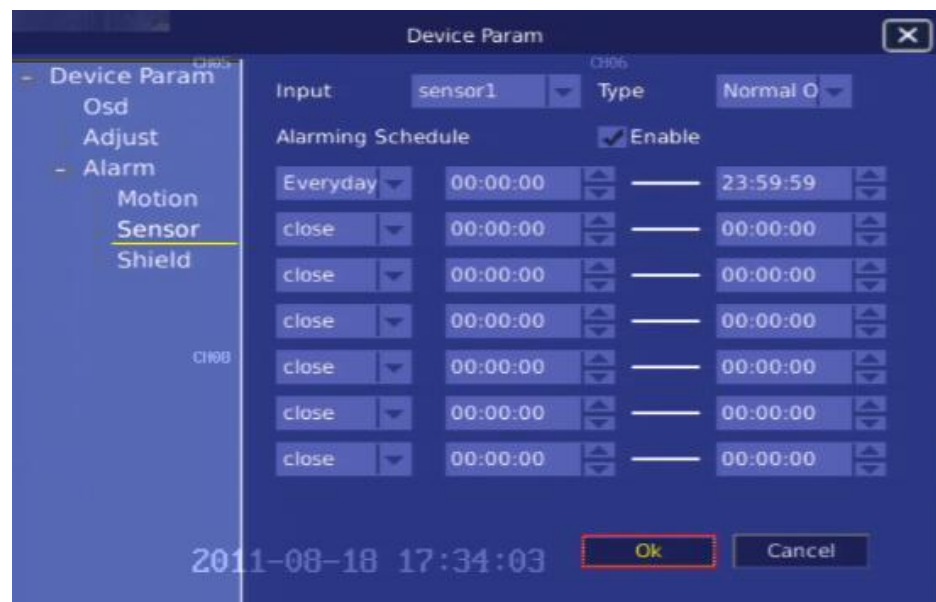 Device Param
CH05
CH06
- Device Param
Osd
Adjust
- Alarm
Motion
Sensor
Shield
CH08
Input sensor1 Type Normal O
Alarming Schedule Enable
Everyday 00:00:00 23:59:59
close 00:00:00 00:00:00
close 00:00:00 00:00:00
close 00:00:00 00:00:00
close 00:00:00 00:00:00
close 00:00:00 00:00:00
close 00:00:00 00:00:00
2011-08-18 17:34:03
Ok Cancel